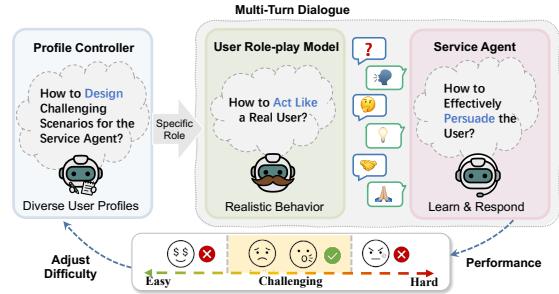 Multi-Turn Dialogue
Profile Controller
How to Design
Challenging
Scenarios for the
Service Agent?
Diverse User Profiles
Specific
Role
User Role-play Model
How to Act Like
a Real User?
Realistic Behavior
?
Service Agent
How to
Effectively
Persuade the
User?
Learn & Respond
Adjust
Difficulty
$ $
Easy
Challenging
Hard
Performance